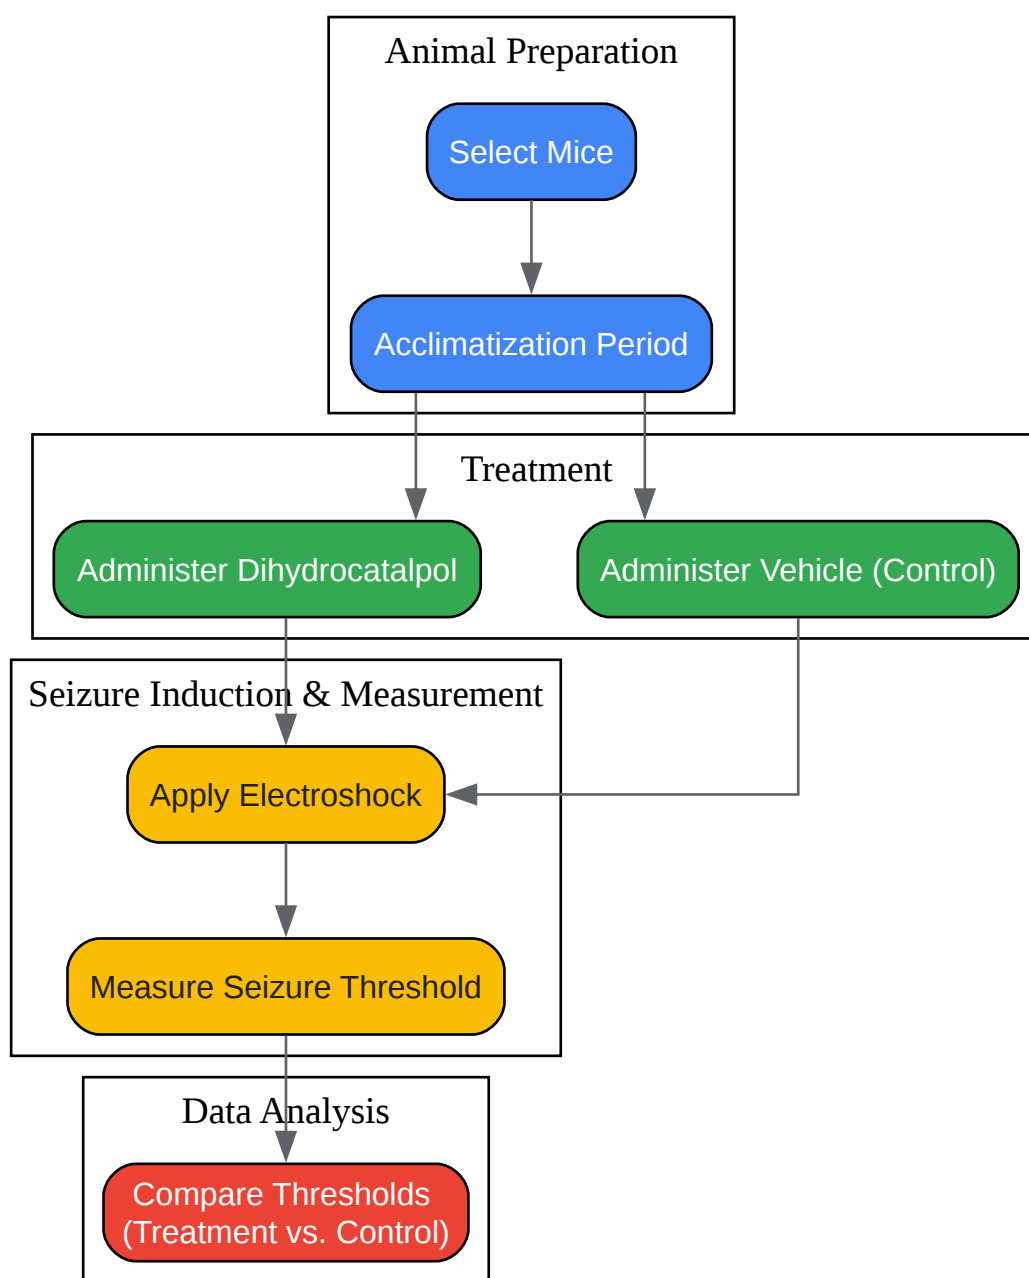 Animal Preparation
Select Mice
Acclimatization Period
Treatment
Administer Dihydrocatalpol
Administer Vehicle (Control)
Seizure Induction & Measurement
Apply Electroshock
Measure Seizure Threshold
Data Analysis
Compare Thresholds
(Treatment vs. Control)